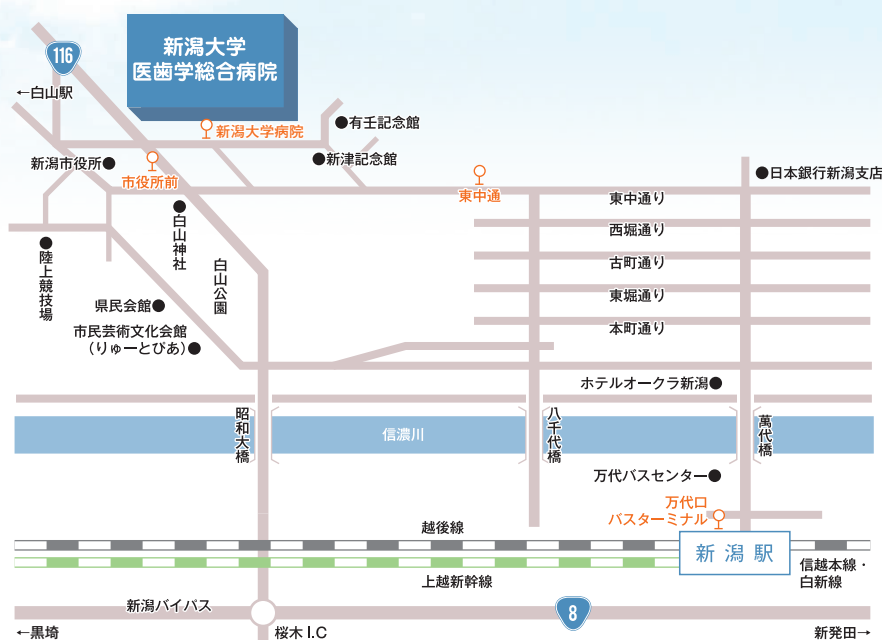 116
新潟大学
医歯学総合病院
←白山駅
有壬記念館
新潟大学病院
新津記念館
新潟市役所
市役所前
日本銀行新潟支店
東中通
東中通り
白山神社
西堀通り
陸上競技場
白山公園
古町通り
東堀通り
県民会館
市民芸術文化会館
(りゅーとぴあ)
本町通り
ホテルオークラ新潟
昭和大橋
信濃川
八千代橋
萬代橋
万代バスセンター
万代口
バスターミナル
越後線
新潟駅
信越本線・
白新線
上越新幹線
新潟バイパス
8
←黒埼
桜木 I.C
新発田→